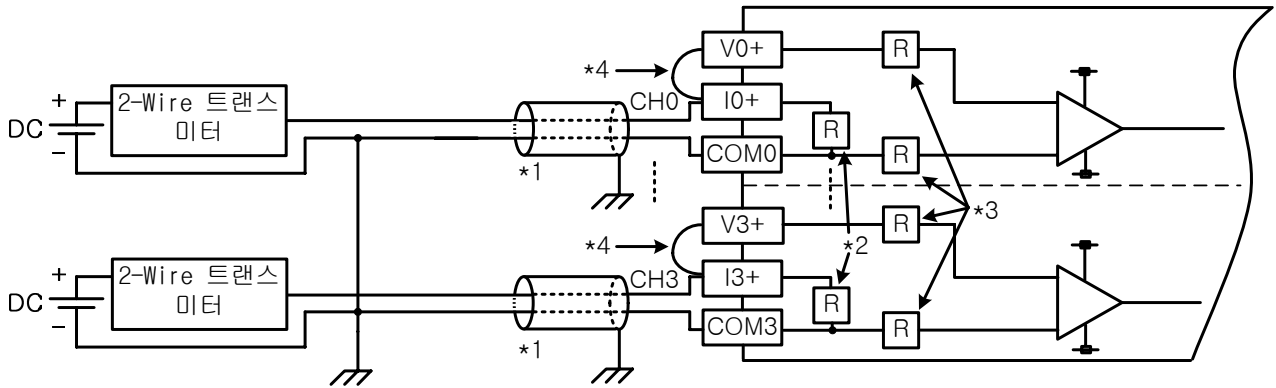 V0+
R
*4
CH0
I0+
+
2-Wire 트랜스
미터
DC
R
−
COM0
R
*1
*3
V3+
R
*2
*4
CH3
I3+
+
2-Wire 트랜스
미터
DC
R
−
COM3
R
*1